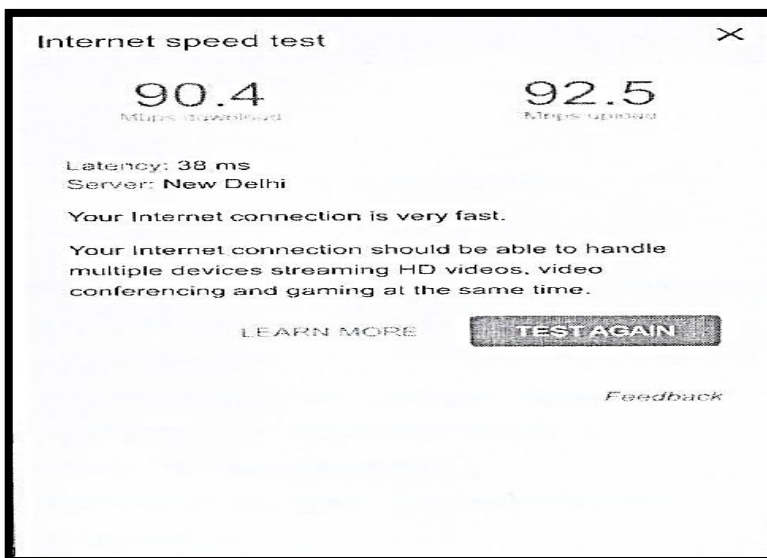 Internet speed test
90.4 92.5
Mbps download Mbps upload
Latency: 38 ms
Server: New Delhi
Your Internet connection is very fast.
Your Internet connection should be able to handle
multiple devices streaming HD videos, video
conferencing and gaming at the same time.
LEARN MORE TEST AGAIN
Feedback